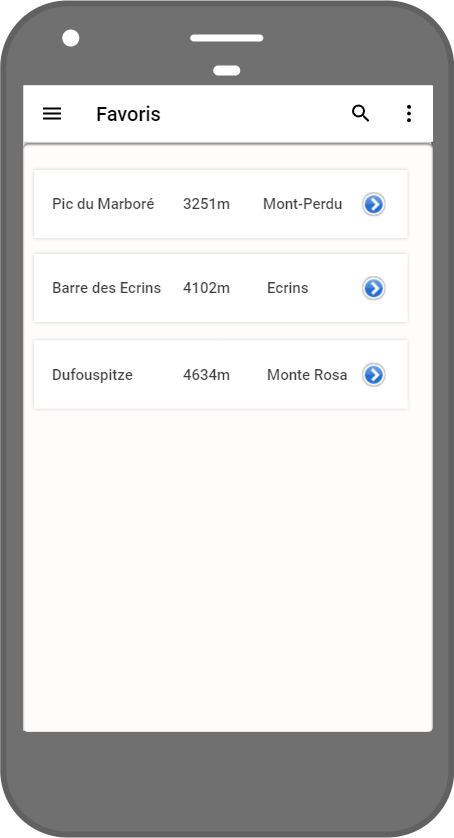 Favoris
Pic du Marboré 3251m Mont-Perdu
Barre des Ecrins 4102m Ecrins
Dufouspitze 4634m Monte Rosa